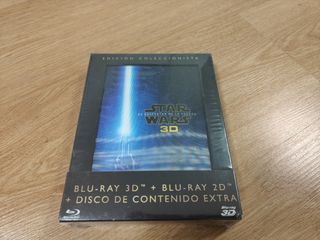 EDICIÓN COLECCIONISTA
STAR
EL DESPERTAR DE LA FUERZA
WARS
3D
BLU-RAY 3D™ + BLU-RAY 2D™
+ DISCO DE CONTENIDO EXTRA
Blu-ray 3D